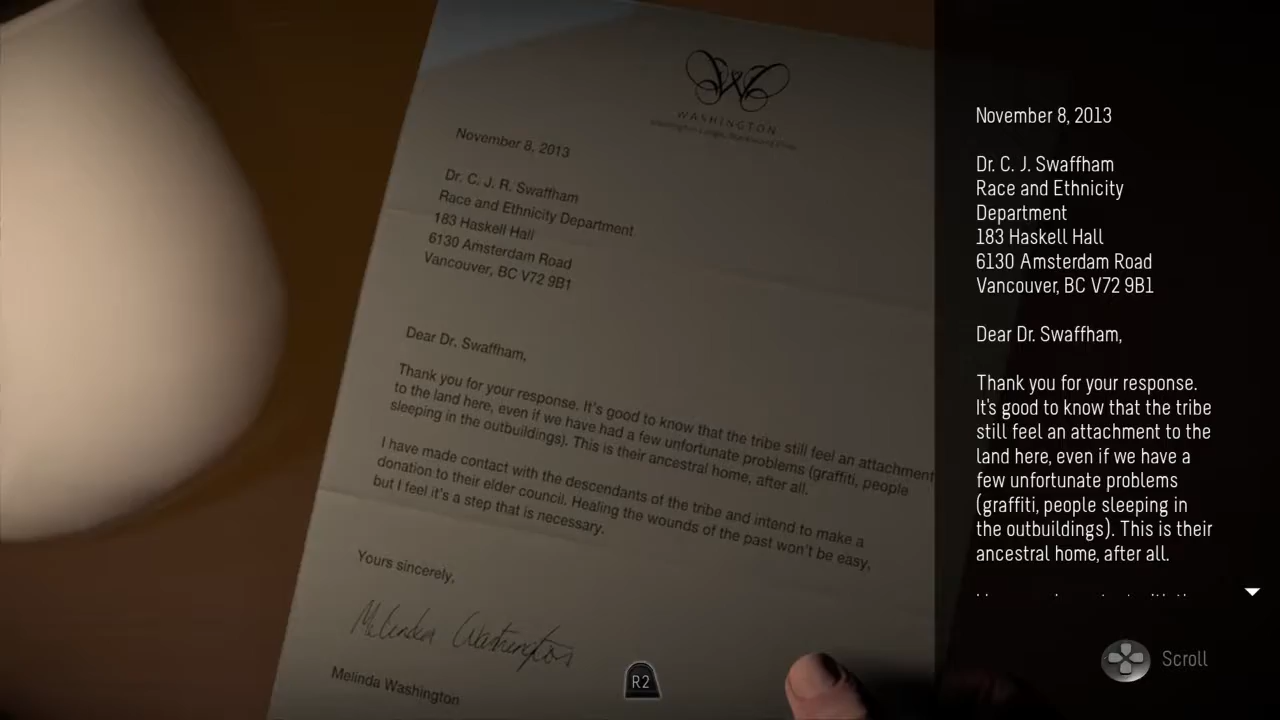 W
WASHINGTON
November 8, 2013
Dr. C. J. R. Swaffham
Race and Ethnicity Department
183 Haskell Hall
6130 Amsterdam Road
Vancouver, BC V72 9B1
Dear Dr. Swaffham,
Thank you for your response. It's good to know that the tribe still feel an attachment
to the land here, even if we have had a few unfortunate problems (graffiti, people
sleeping in the outbuildings). This is their ancestral home, after all.
I have made contact with the descendants of the tribe and intend to make a
donation to their elder council. Healing the wounds of the past won't be easy,
but I feel it's a step that is necessary.
Yours sincerely,
Melinda Washington
Melinda Washington
R2
November 8, 2013
Dr. C. J. Swaffham
Race and Ethnicity
Department
183 Haskell Hall
6130 Amsterdam Road
Vancouver, BC V72 9B1
Dear Dr. Swaffham,
Thank you for your response.
It's good to know that the tribe
still feel an attachment to the
land here, even if we have a
few unfortunate problems
(graffiti, people sleeping in
the outbuildings). This is their
ancestral home, after all.
Scroll